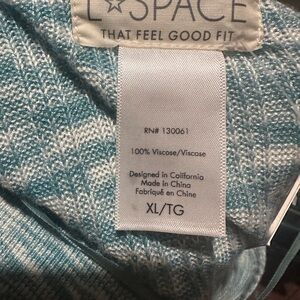 L☆SPACE
THAT FEEL GOOD FIT
RN# 130061
100% Viscose/Viscose
Designed in California
Made in China
Fabriqué en Chine
XL/TG